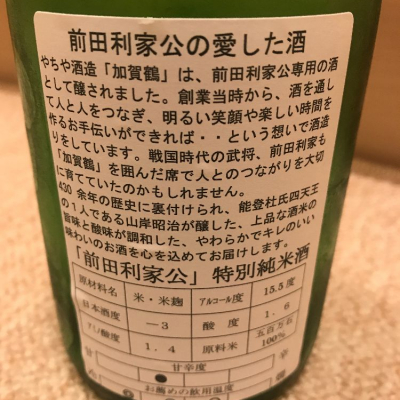 前田利家公の愛した酒
やちや酒造「加賀鶴」は、前田利家公専用の酒
として醸されました。創業当時から、酒を通し
て人と人をつなぎ、明るい笑顔や楽しい時間を
作るお手伝いができれば・・という想いで酒造
りをしています。戦国時代の武将、前田利家も
「加賀鶴」を囲んだ席で人とのつながりを大切
に育てていたのかもしれません。
430 余年の歴史に裏付けられ、能登杜氏四天王
の1人である山岸昭治が醸した、上品な酒米の
旨味と酸味が調和した、やわらかでキレのいい
味わいのお酒を心を込めてお届けします。
「前田利家公」特別純米酒
原材料名 米・米麹 アルコール度 15.5度
日本酒度 ―3 酸度 1.6
アミノ酸度 1.4 原料米 五百万石100%
甘 甘辛度 辛
お薦めの飲用温度